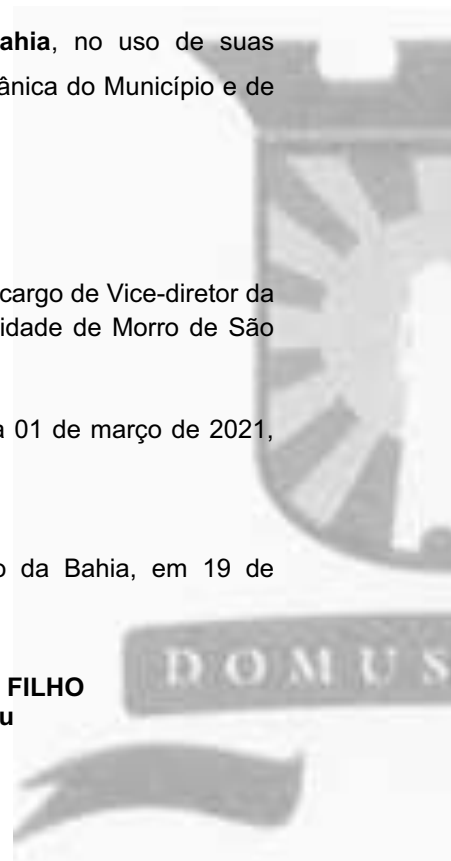 ahia, no uso de suas
ânica do Município e de
cargo de Vice-diretor da
idade de Morro de São
a 01 de março de 2021,
o da Bahia, em 19 de
FILHO
u
DOMUS